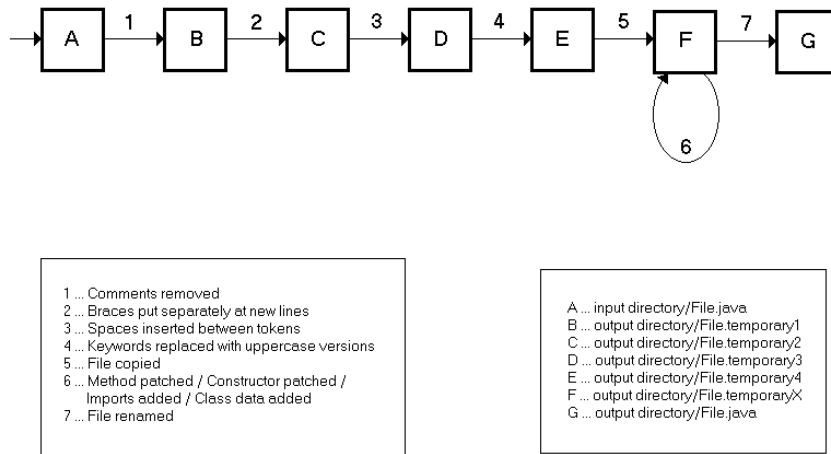 1 2 3 4 5 7
A B C D E F G
6
1 ... Comments removed
2 ... Braces put separately at new lines
3 ... Spaces inserted between tokens
4 ... Keywords replaced with uppercase versions
5 ... File copied
6 ... Method patched / Constructor patched /
Imports added / Class data added
7 ... File renamed
A ... input directory/File.java
B ... output directory/File.temporary1
C ... output directory/File.temporary2
D ... output directory/File.temporary3
E ... output directory/File.temporary4
F ... output directory/File.temporaryX
G ... output directory/File.java